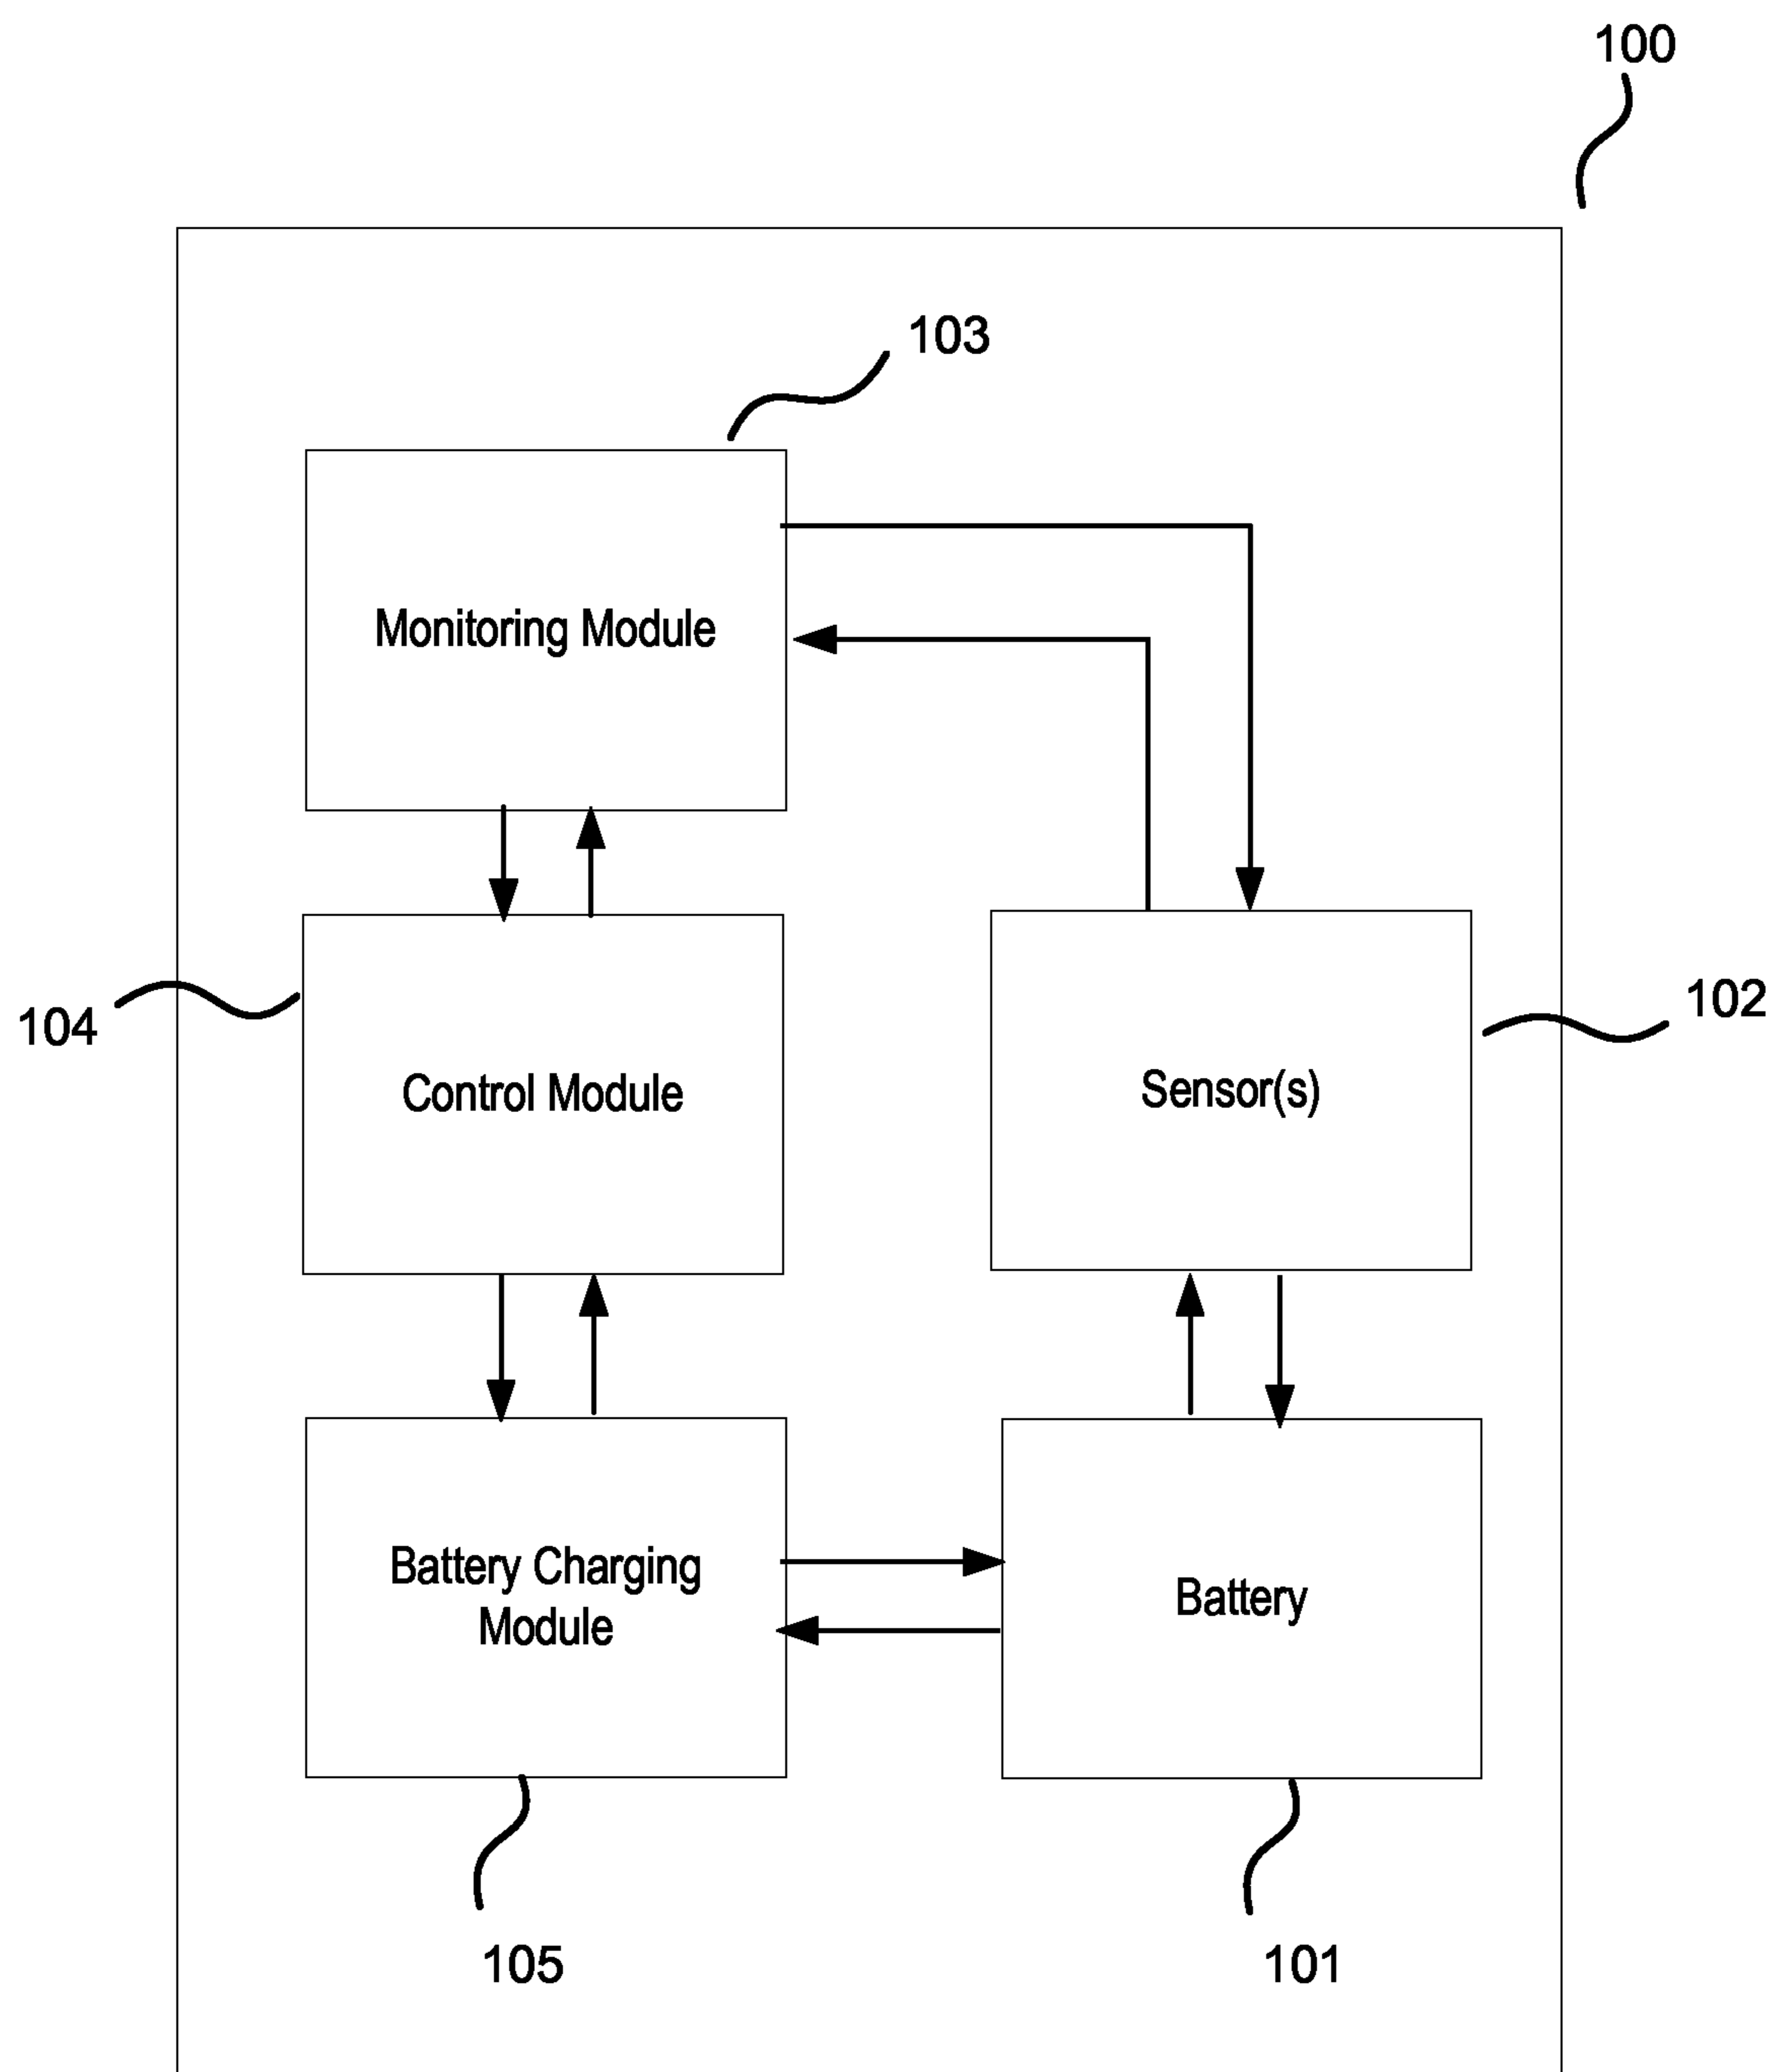 100
103
Monitoring Module
104
Control Module
102
Sensor(s)
Battery Charging
Module
Battery
105
101